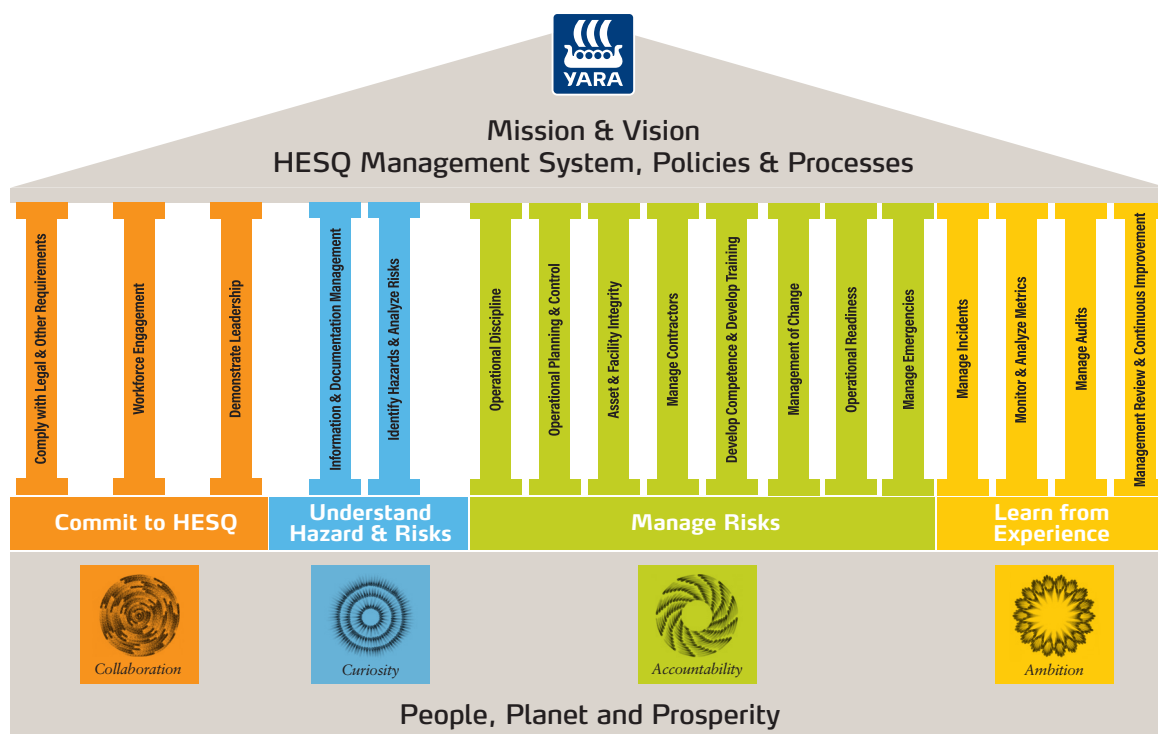 YARA
Mission & Vision
HESQ Management System, Policies & Processes
Comply with Legal & Other Requirements
Workforce Engagement
Demonstrate Leadership
Information & Documentation Management
Identify Hazards & Analyze Risks
Operational Discipline
Operational Planning & Control
Asset & Facility Integrity
Manage Contractors
Develop Competence & Develop Training
Management of Change
Operational Readiness
Manage Emergencies
Manage Incidents
Monitor & Analyze Metrics
Manage Audits
Management Review & Continuous Improvement
Commit to HESQ
Understand
Hazard & Risks
Manage Risks
Learn from
Experience
Collaboration
Curiosity
Accountability
Ambition
People, Planet and Prosperity